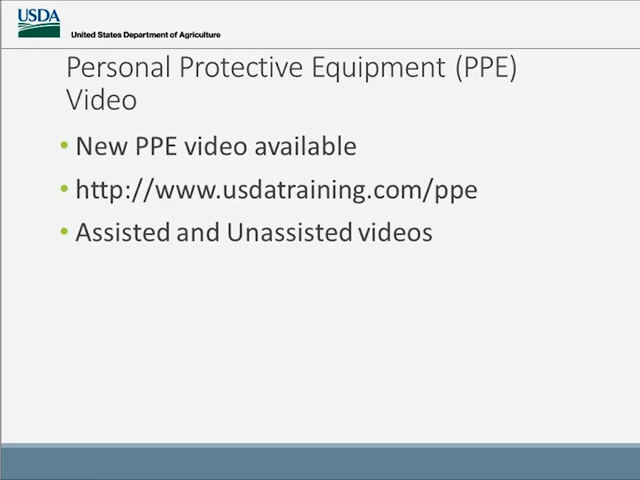 USDA
United States Department of Agriculture
Personal Protective Equipment (PPE)
Video
• New PPE video available
• http://www.usdatraining.com/ppe
• Assisted and Unassisted videos